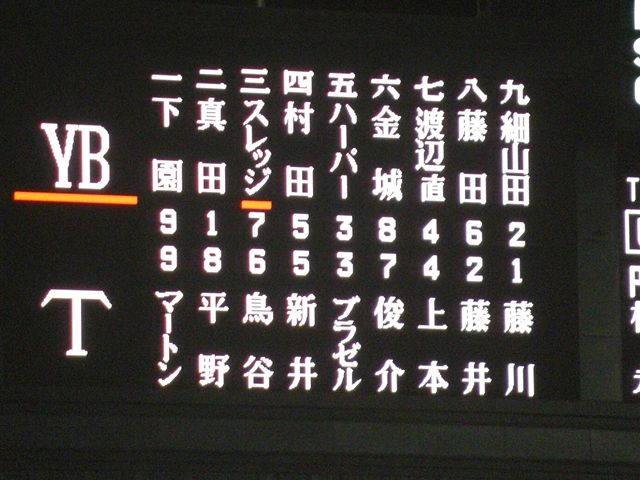 YB
一下園9
二真田1
三スレッジ7
四村田5
五ハーパー3
六金城8
七渡辺直4
八藤田6
九細山田2
T
9マートン
8平野
6鳥谷
5新井
3ブラゼル
7俊介
4上本
2藤井
1藤川